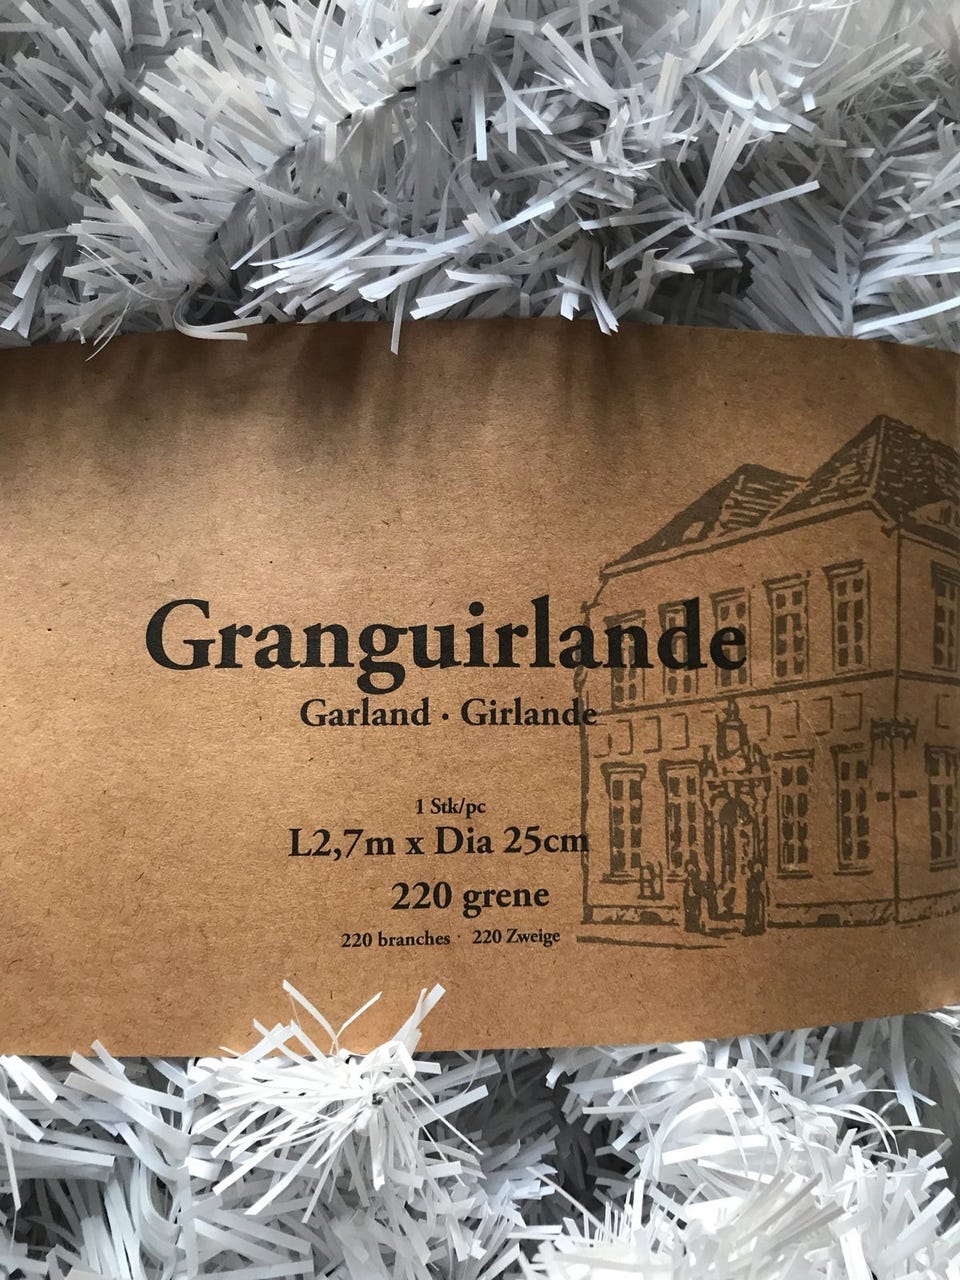 Granguirlande
Garland · Girlande
1 Stk/pc
L2,7m x Dia 25cm
220 grene
220 branches · 220 Zweige